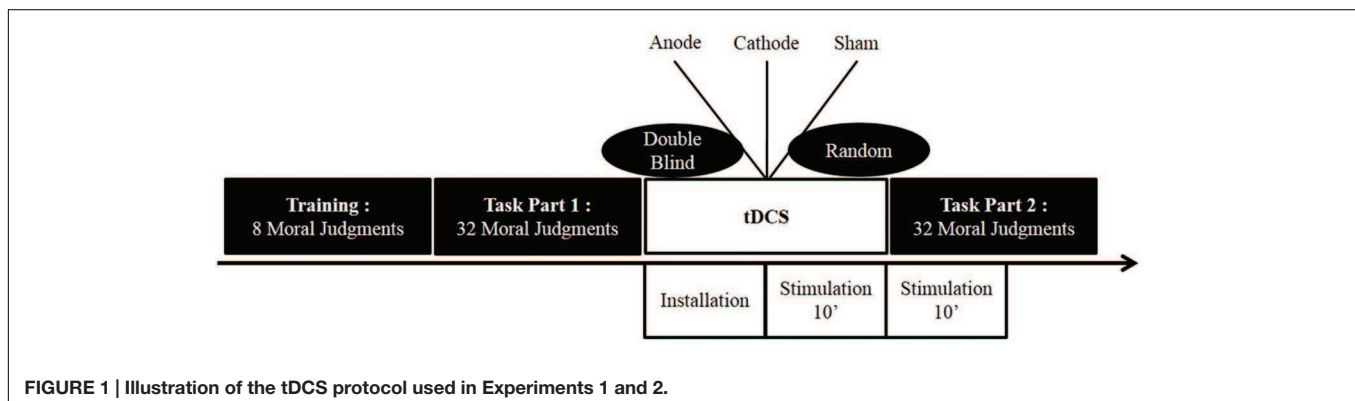 Anode Cathode Sham
Double
Blind
Random
Training :
8 Moral Judgments
Task Part 1 :
32 Moral Judgments
tDCS
Task Part 2 :
32 Moral Judgments
Installation
Stimulation
10’
Stimulation
10’
FIGURE 1 | Illustration of the tDCS protocol used in Experiments 1 and 2.